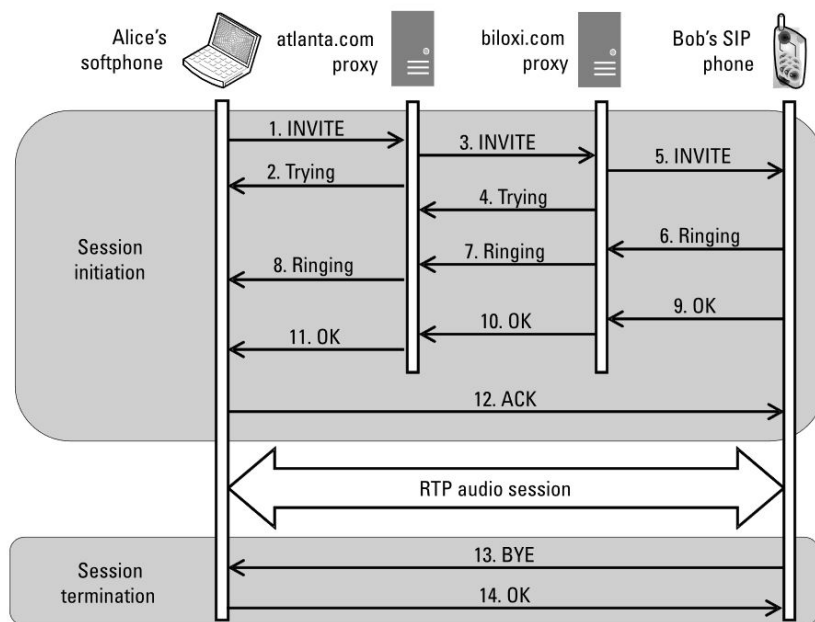 Alice's
softphone
atlanta.com
proxy
biloxi.com
proxy
Bob's SIP
phone
1. INVITE
3. INVITE
5. INVITE
2. Trying
4. Trying
6. Ringing
7. Ringing
8. Ringing
9. OK
10. OK
11. OK
Session
initiation
12. ACK
RTP audio session
13. BYE
Session
termination
14. OK